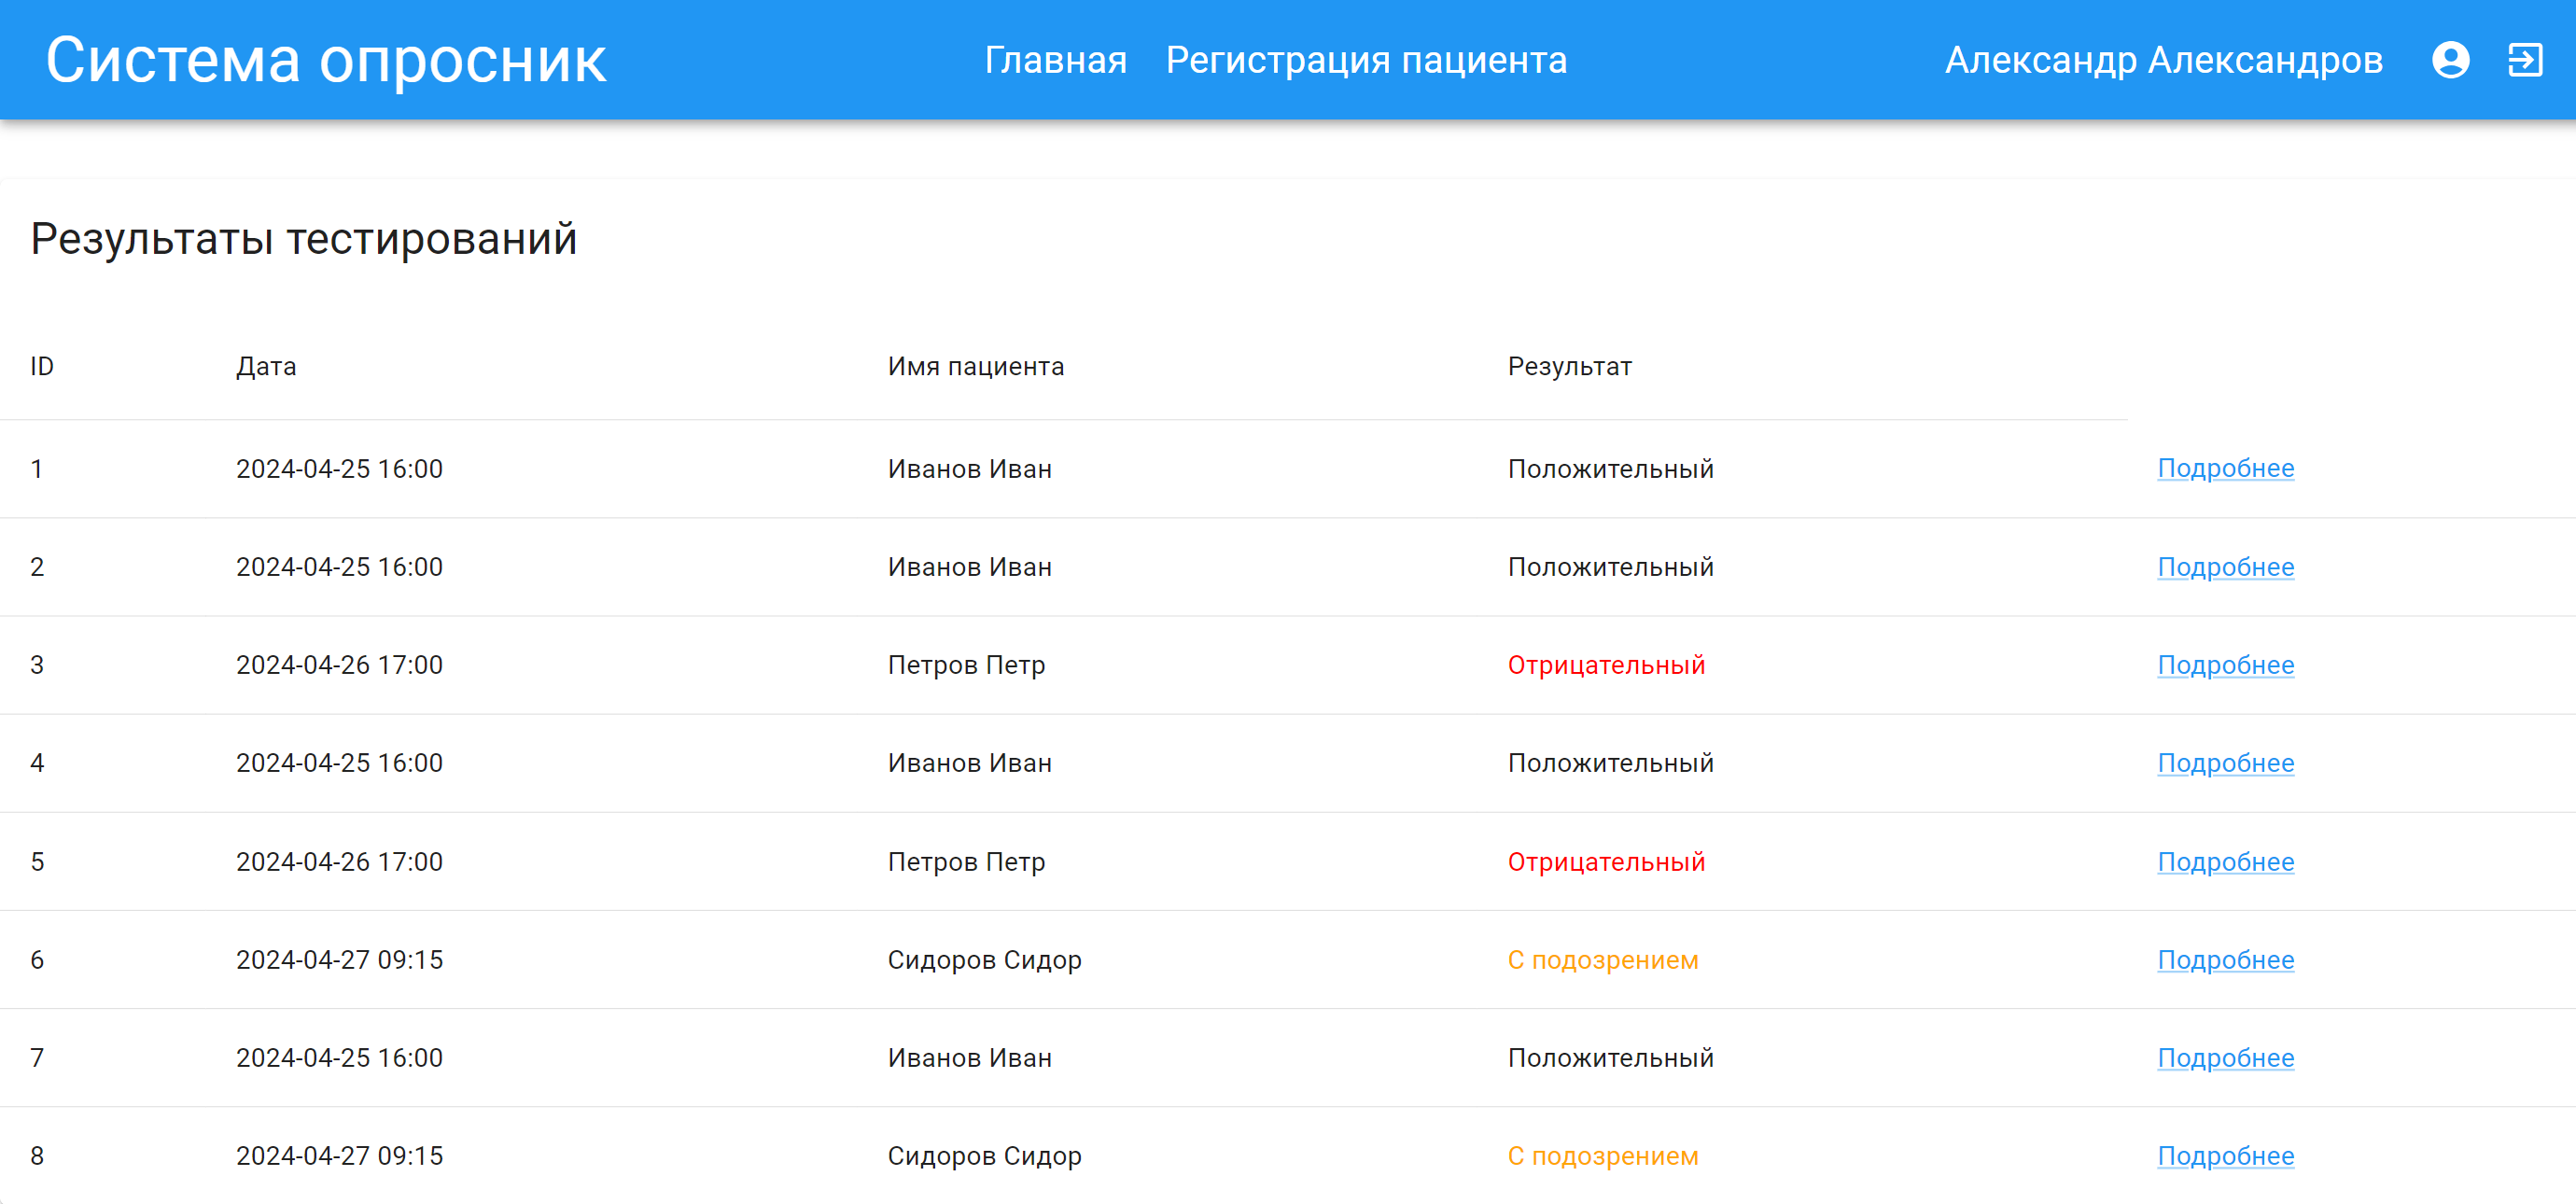 Система опросник Главная Регистрация пациента Александр Александров
Результаты тестирований
ID Дата Имя пациента Результат
1 2024-04-25 16:00 Иванов Иван Положительный Подробнее
2 2024-04-25 16:00 Иванов Иван Положительный Подробнее
3 2024-04-26 17:00 Петров Петр Отрицательный Подробнее
4 2024-04-25 16:00 Иванов Иван Положительный Подробнее
5 2024-04-26 17:00 Петров Петр Отрицательный Подробнее
6 2024-04-27 09:15 Сидоров Сидор С подозрением Подробнее
7 2024-04-25 16:00 Иванов Иван Положительный Подробнее
8 2024-04-27 09:15 Сидоров Сидор С подозрением Подробнее